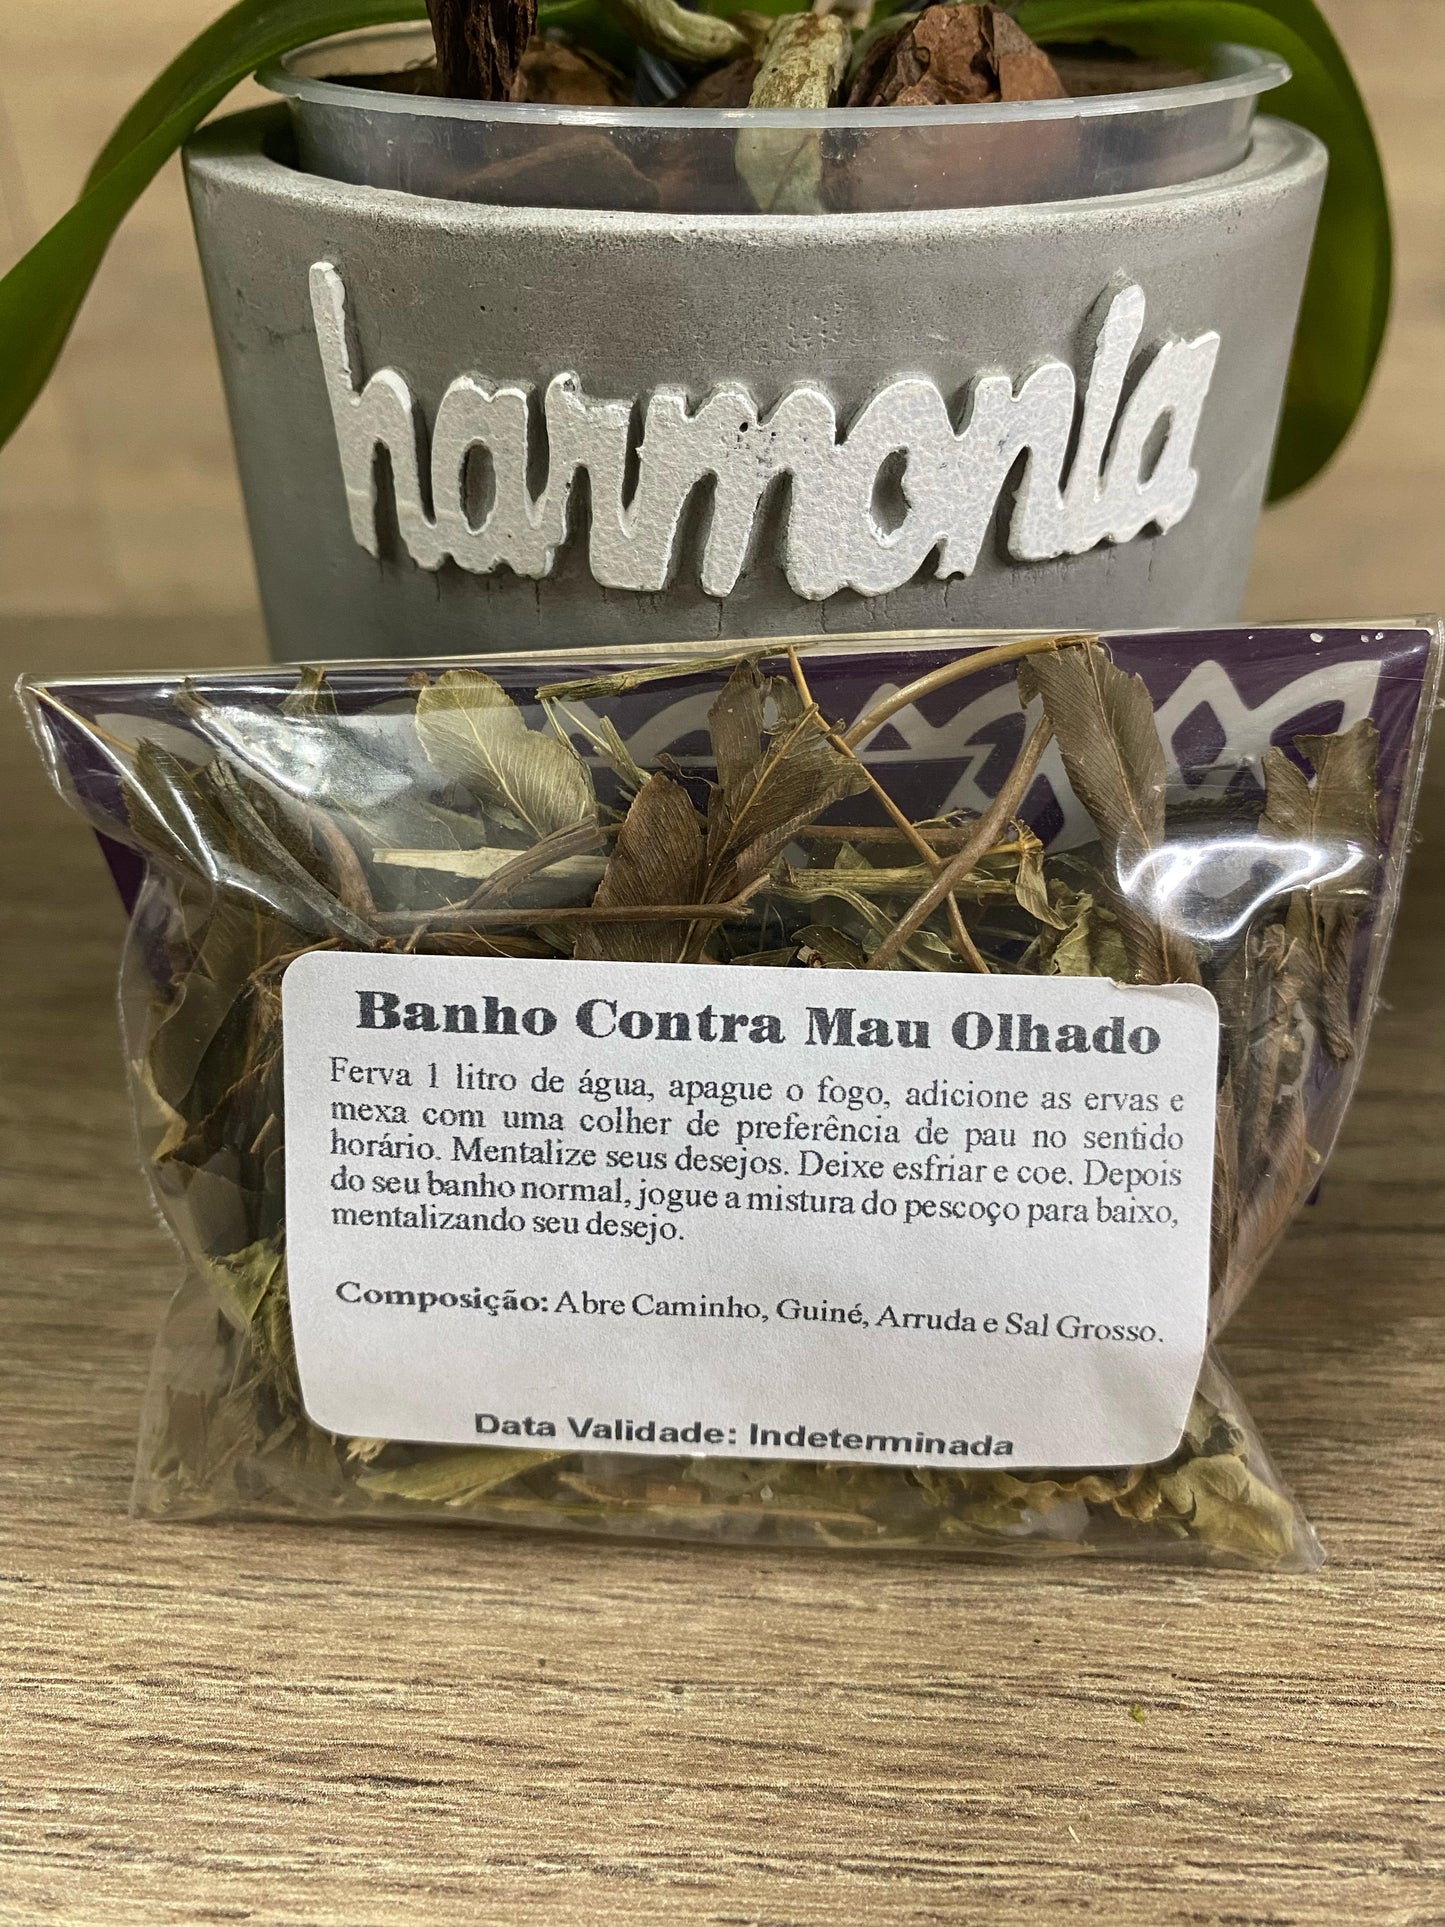 harmonia
Banho Contra Mau Olhado
Ferva 1 litro de água, apague o fogo, adicione as ervas e
mexa com uma colher de preferência de pau no sentido
horário. Mentalize seus desejos. Deixe esfriar e coe. Depois
do seu banho normal, jogue a mistura do pescoço para baixo,
mentalizando seu desejo.
Composição: Abre Caminho, Guiné, Arruda e Sal Grosso.
Data Validade: Indeterminada